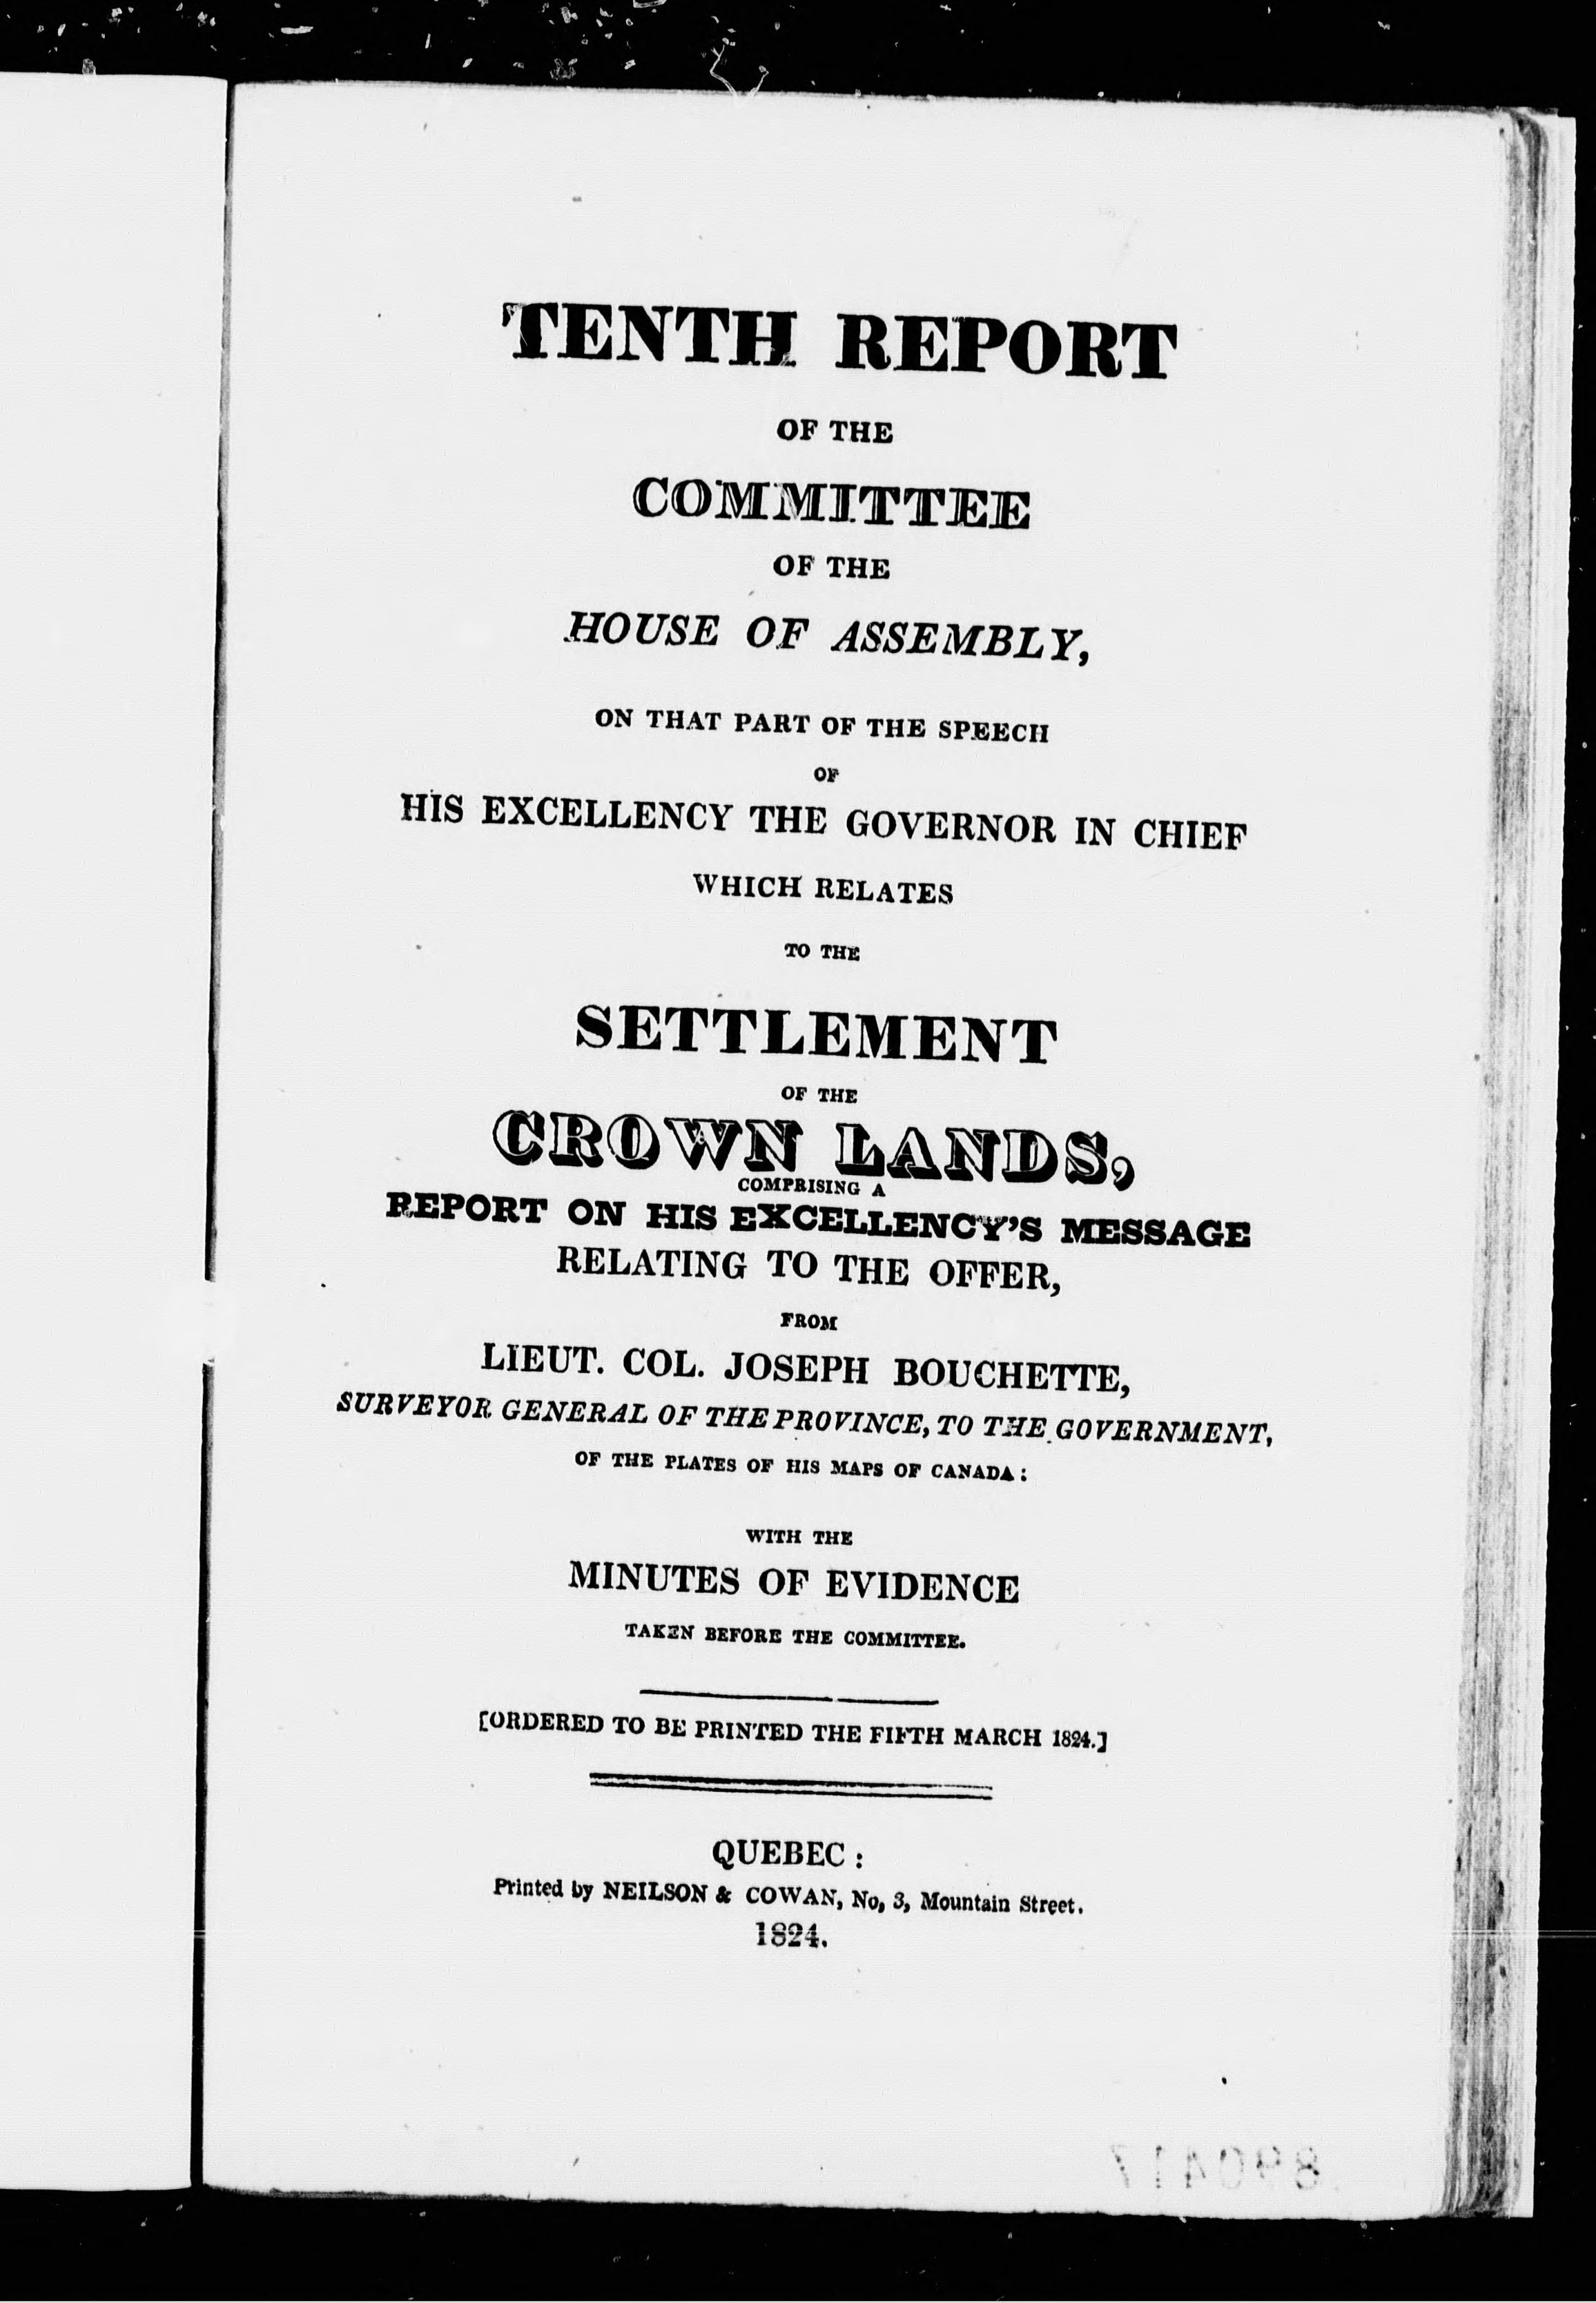 TENTH REPORT
OF THE
COMMITTEE
OF THE
HOUSE OF ASSEMBLY,
ON THAT PART OF THE SPEECH
OF
HIS EXCELLENCY THE GOVERNOR IN CHIEF
WHICH RELATES
TO THE
SETTLEMENT
OF THE
CROWN LANDS,
COMPRISING A
REPORT ON HIS EXCELLENCY'S MESSAGE
RELATING TO THE OFFER,
FROM
LIEUT. COL. JOSEPH BOUCHETTE,
SURVEYOR GENERAL OF THE PROVINCE, TO THE GOVERNMENT,
OF THE PLATES OF HIS MAPS OF CANADA:
WITH THE
MINUTES OF EVIDENCE
TAKEN BEFORE THE COMMITTEE.
[ORDERED TO BE PRINTED THE FIFTH MARCH 1824.]
QUEBEC:
Printed by NEILSON & COWAN, No, 3, Mountain Street.
1824.